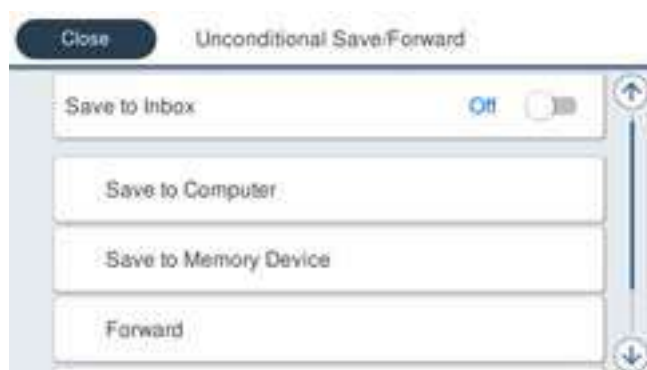 Close
Unconditional Save/Forward
Save to Inbox
Off
Save to Computer
Save to Memory Device
Forward